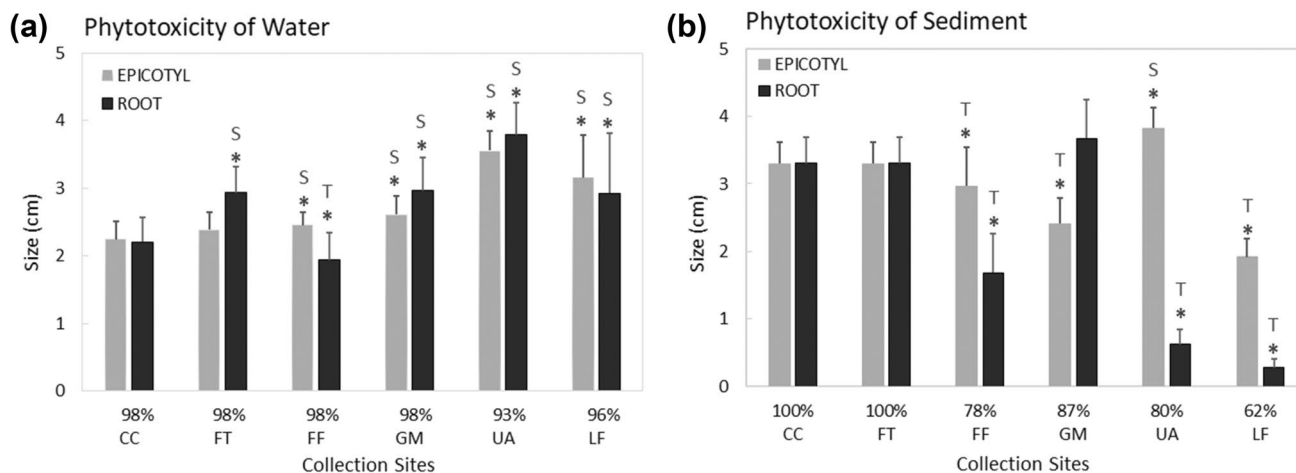 (a) Phytotoxicity of Water
5
4
3
2
1
0
Size (cm)
EPICOTYL
ROOT
S
*
S
*
T
*
S
*
S
*
S
*
S
*
S
*
S
*
98% 98% 98% 98% 93% 96%
CC FT FF GM UA LF
Collection Sites
(b) Phytotoxicity of Sediment
5
4
3
2
1
0
Size (cm)
EPICOTYL
ROOT
T
*
T
*
T
*
S
*
T
*
T
*
T
*
100% 100% 78% 87% 80% 62%
CC FT FF GM UA LF
Collection Sites